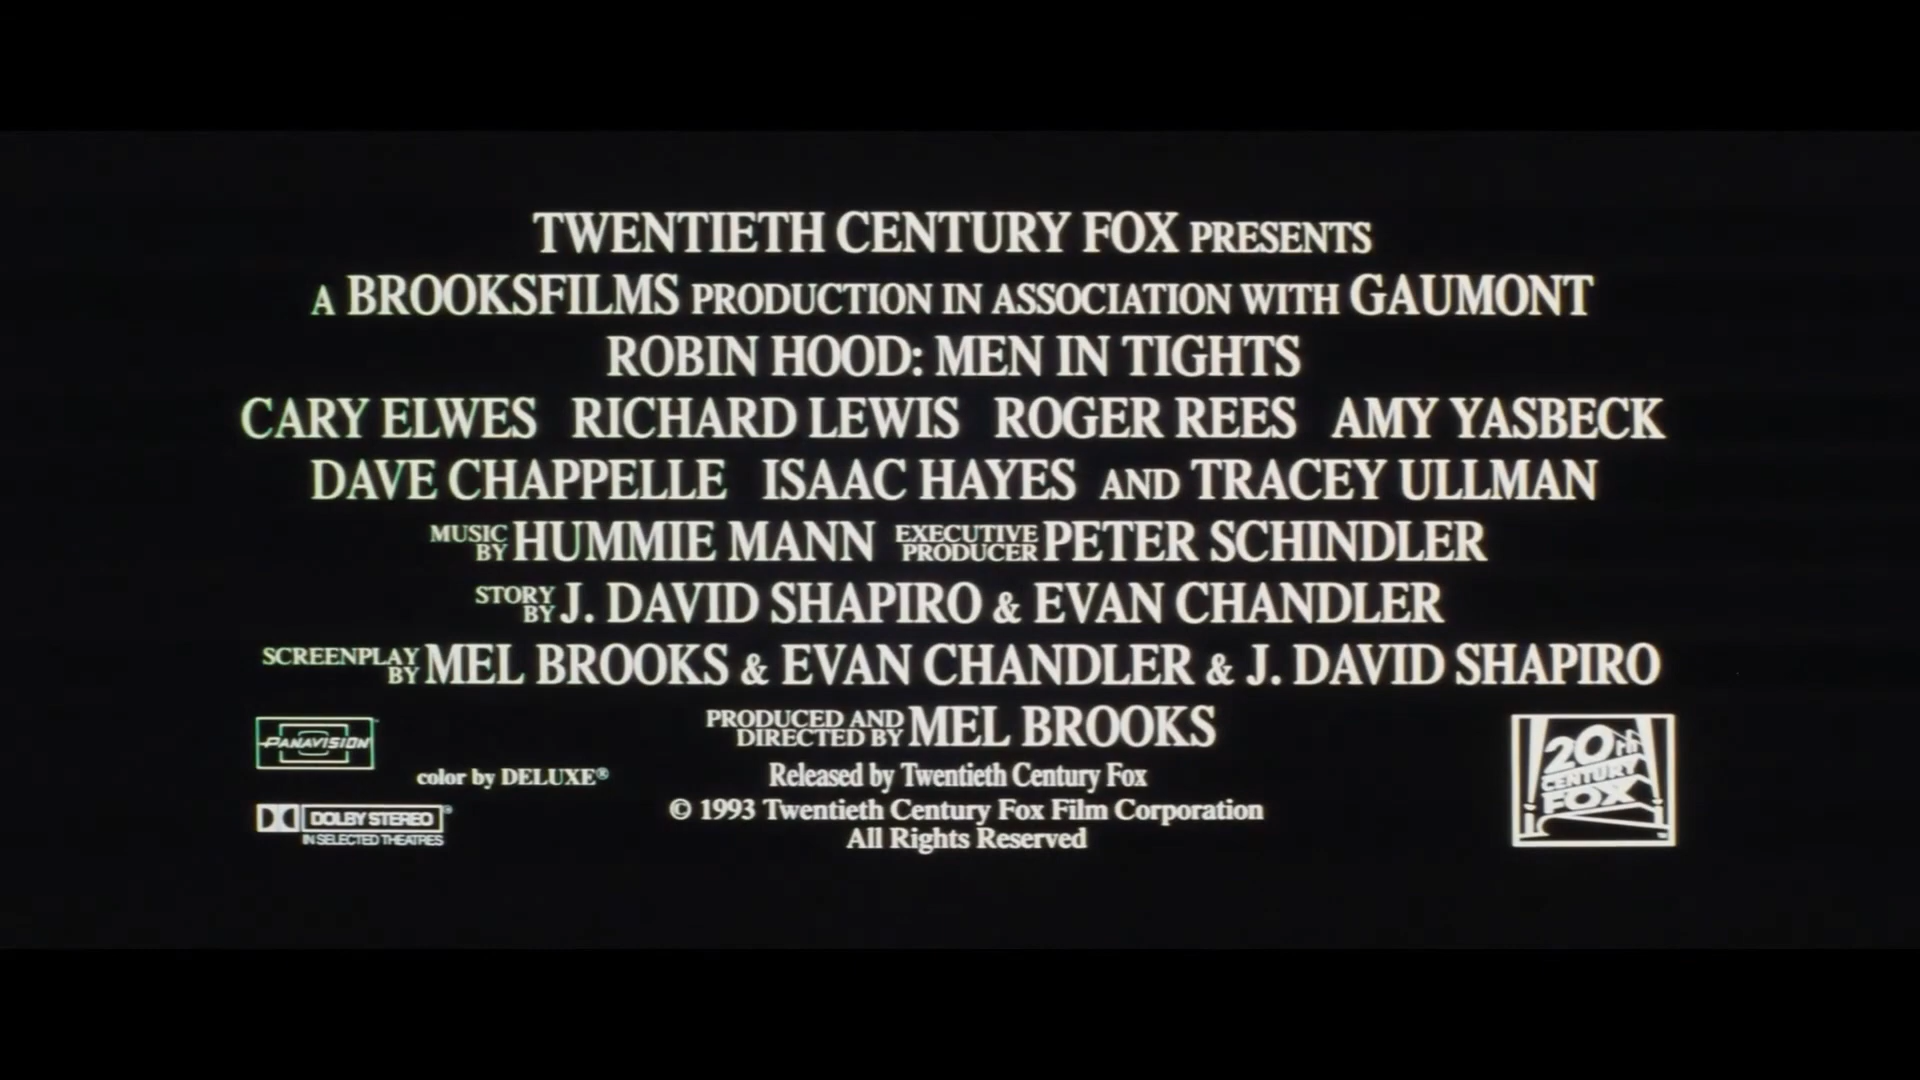 TWENTIETH CENTURY FOX PRESENTS
A BROOKSFILMS PRODUCTION IN ASSOCIATION WITH GAUMONT
ROBIN HOOD: MEN IN TIGHTS
CARY ELWES RICHARD LEWIS ROGER REES AMY YASBECK
DAVE CHAPPELLE ISAAC HAYES AND TRACEY ULLMAN
MUSIC BY HUMMIE MANN EXECUTIVE PRODUCER PETER SCHINDLER
STORY BY J. DAVID SHAPIRO & EVAN CHANDLER
SCREENPLAY BY MEL BROOKS & EVAN CHANDLER & J. DAVID SHAPIRO
PRODUCED AND DIRECTED BY MEL BROOKS
PANAVISION™
color by DELUXE®
Released by Twentieth Century Fox
DOLBY STEREO®
IN SELECTED THEATRES
© 1993 Twentieth Century Fox Film Corporation
All Rights Reserved
20TH
CENTURY
FOX